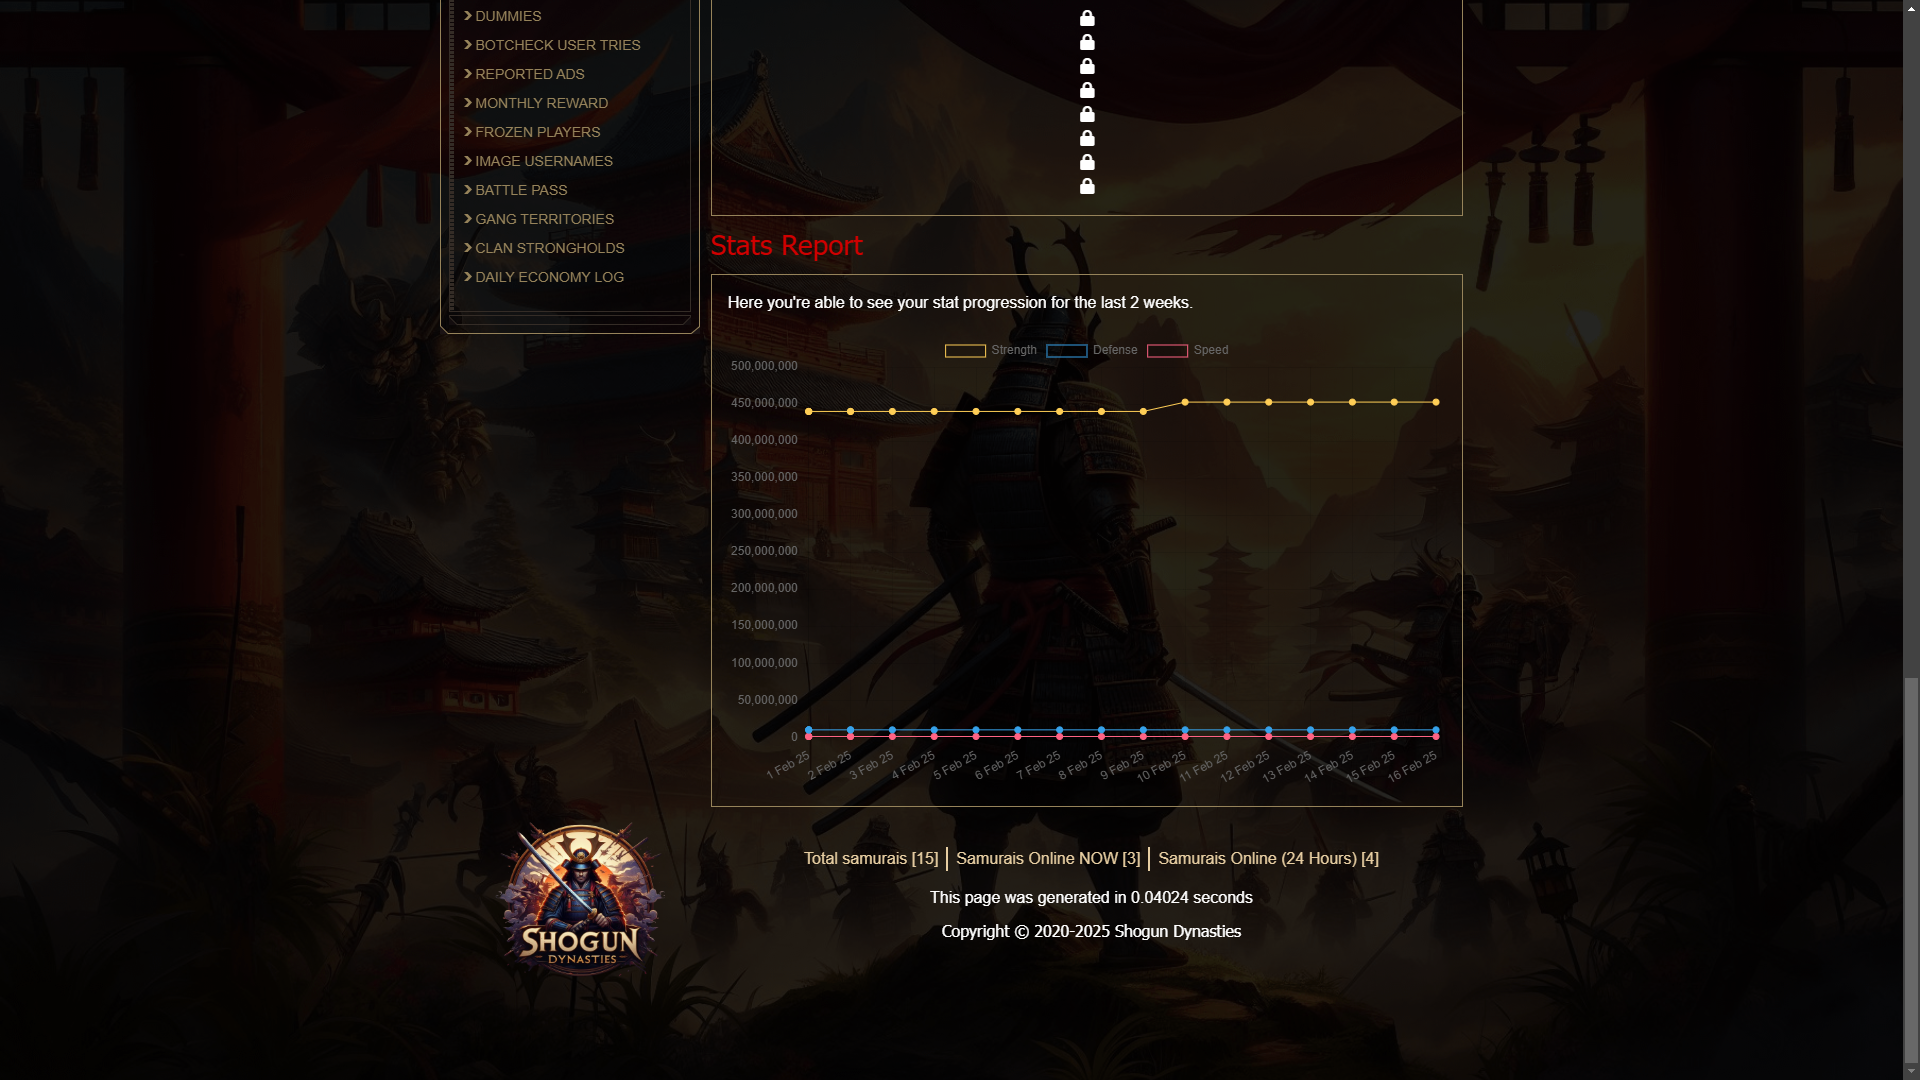 DUMMIES
BOTCHECK USER TRIES
REPORTED ADS
MONTHLY REWARD
FROZEN PLAYERS
IMAGE USERNAMES
BATTLE PASS
GANG TERRITORIES
CLAN STRONGHOLDS
DAILY ECONOMY LOG
Stats Report
Here you're able to see your stat progression for the last 2 weeks.
Strength Defense Speed
500,000,000
450,000,000
400,000,000
350,000,000
300,000,000
250,000,000
200,000,000
150,000,000
100,000,000
50,000,000
0
1 Feb 25 2 Feb 25 3 Feb 25 4 Feb 25 5 Feb 25 6 Feb 25 7 Feb 25 8 Feb 25 9 Feb 25 10 Feb 25 11 Feb 25 12 Feb 25 13 Feb 25 14 Feb 25 15 Feb 25 16 Feb 25
SHOGUN
DYNASTIES
Total samurais [15] Samurais Online NOW [3] Samurais Online (24 Hours) [4]
This page was generated in 0.04024 seconds
Copyright © 2020-2025 Shogun Dynasties